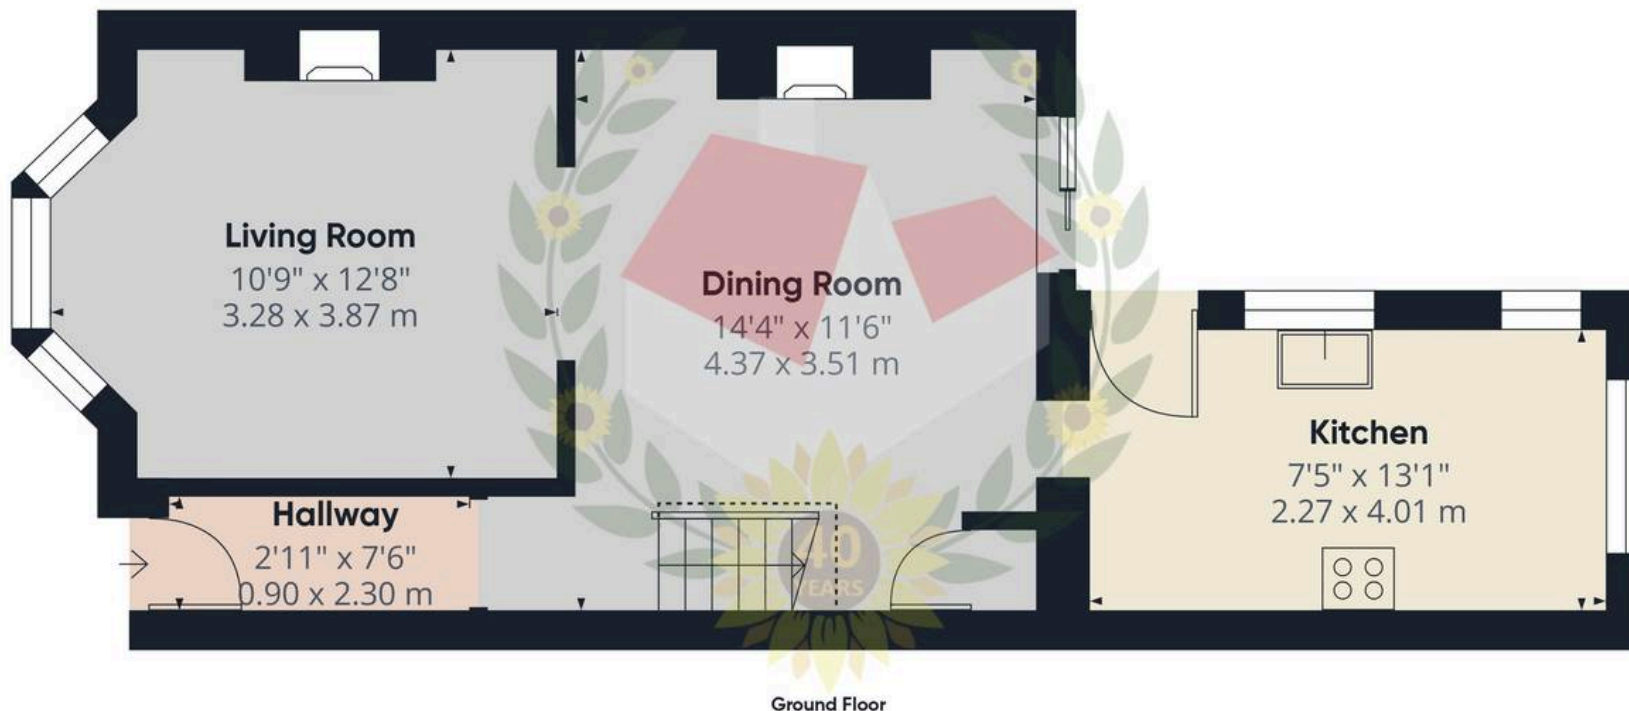 Living Room
10'9" x 12'8"
3.28 x 3.87 m
Dining Room
14'4" x 11'6"
4.37 x 3.51 m
Kitchen
7'5" x 13'1"
2.27 x 4.01 m
Hallway
2'11" x 7'6"
0.90 x 2.30 m
40
YEARS
Ground Floor